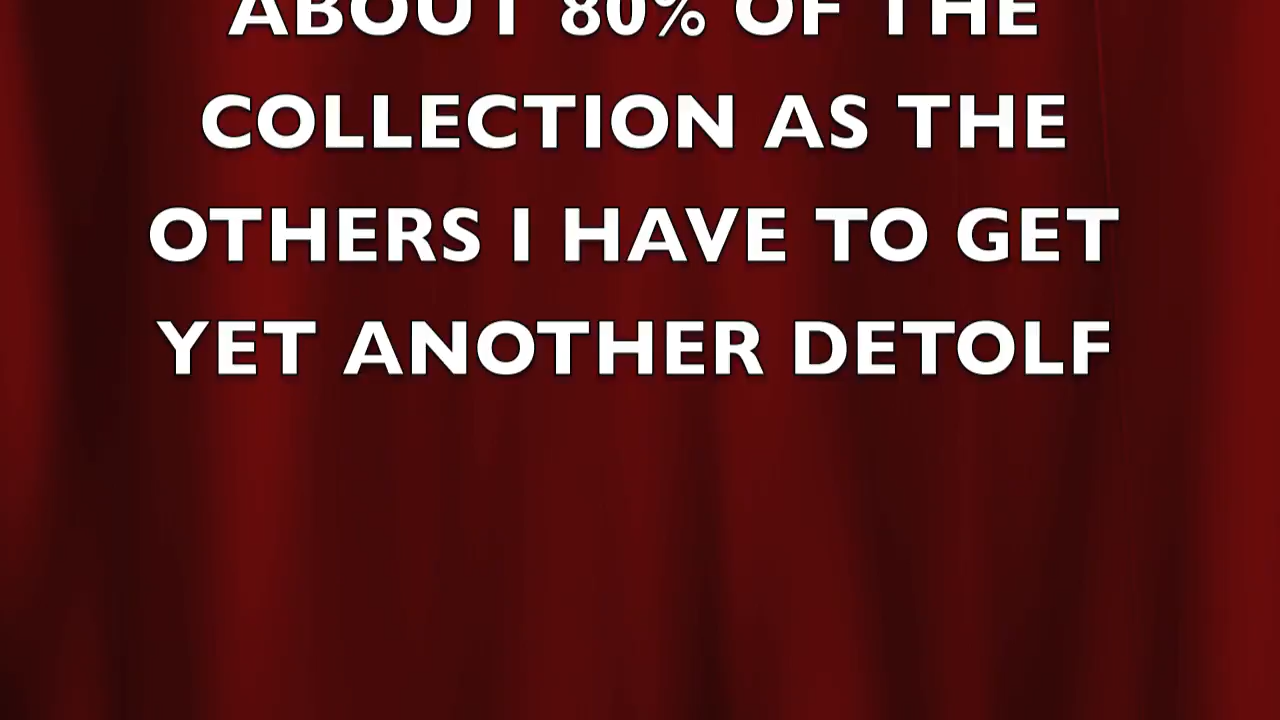 ABOUT 80% OF THE
COLLECTION AS THE
OTHERS I HAVE TO GET
YET ANOTHER DETOLF